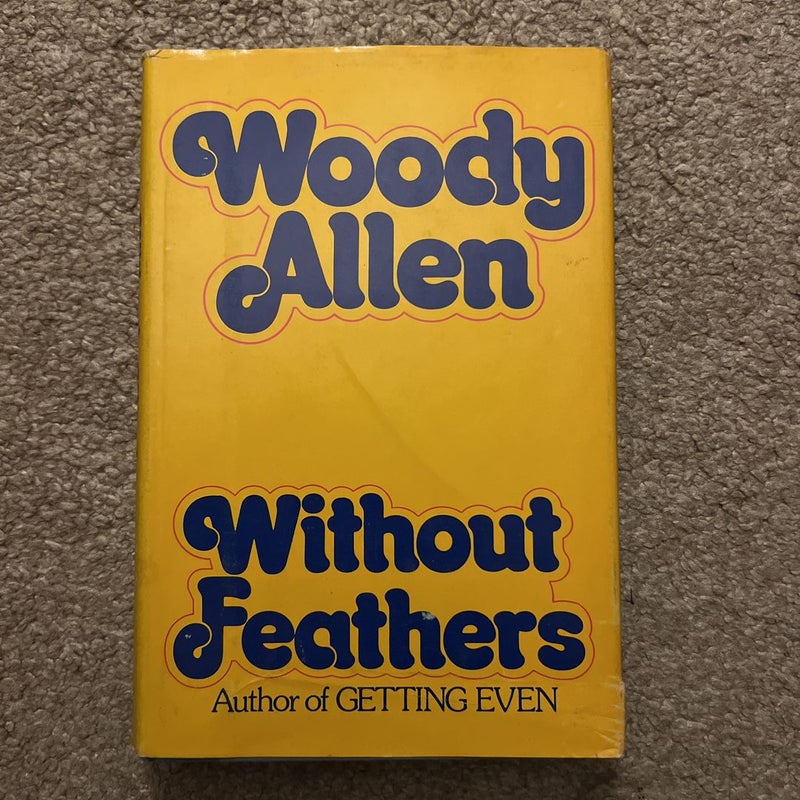 Woody
Allen
Without
Feathers
Author of GETTING EVEN